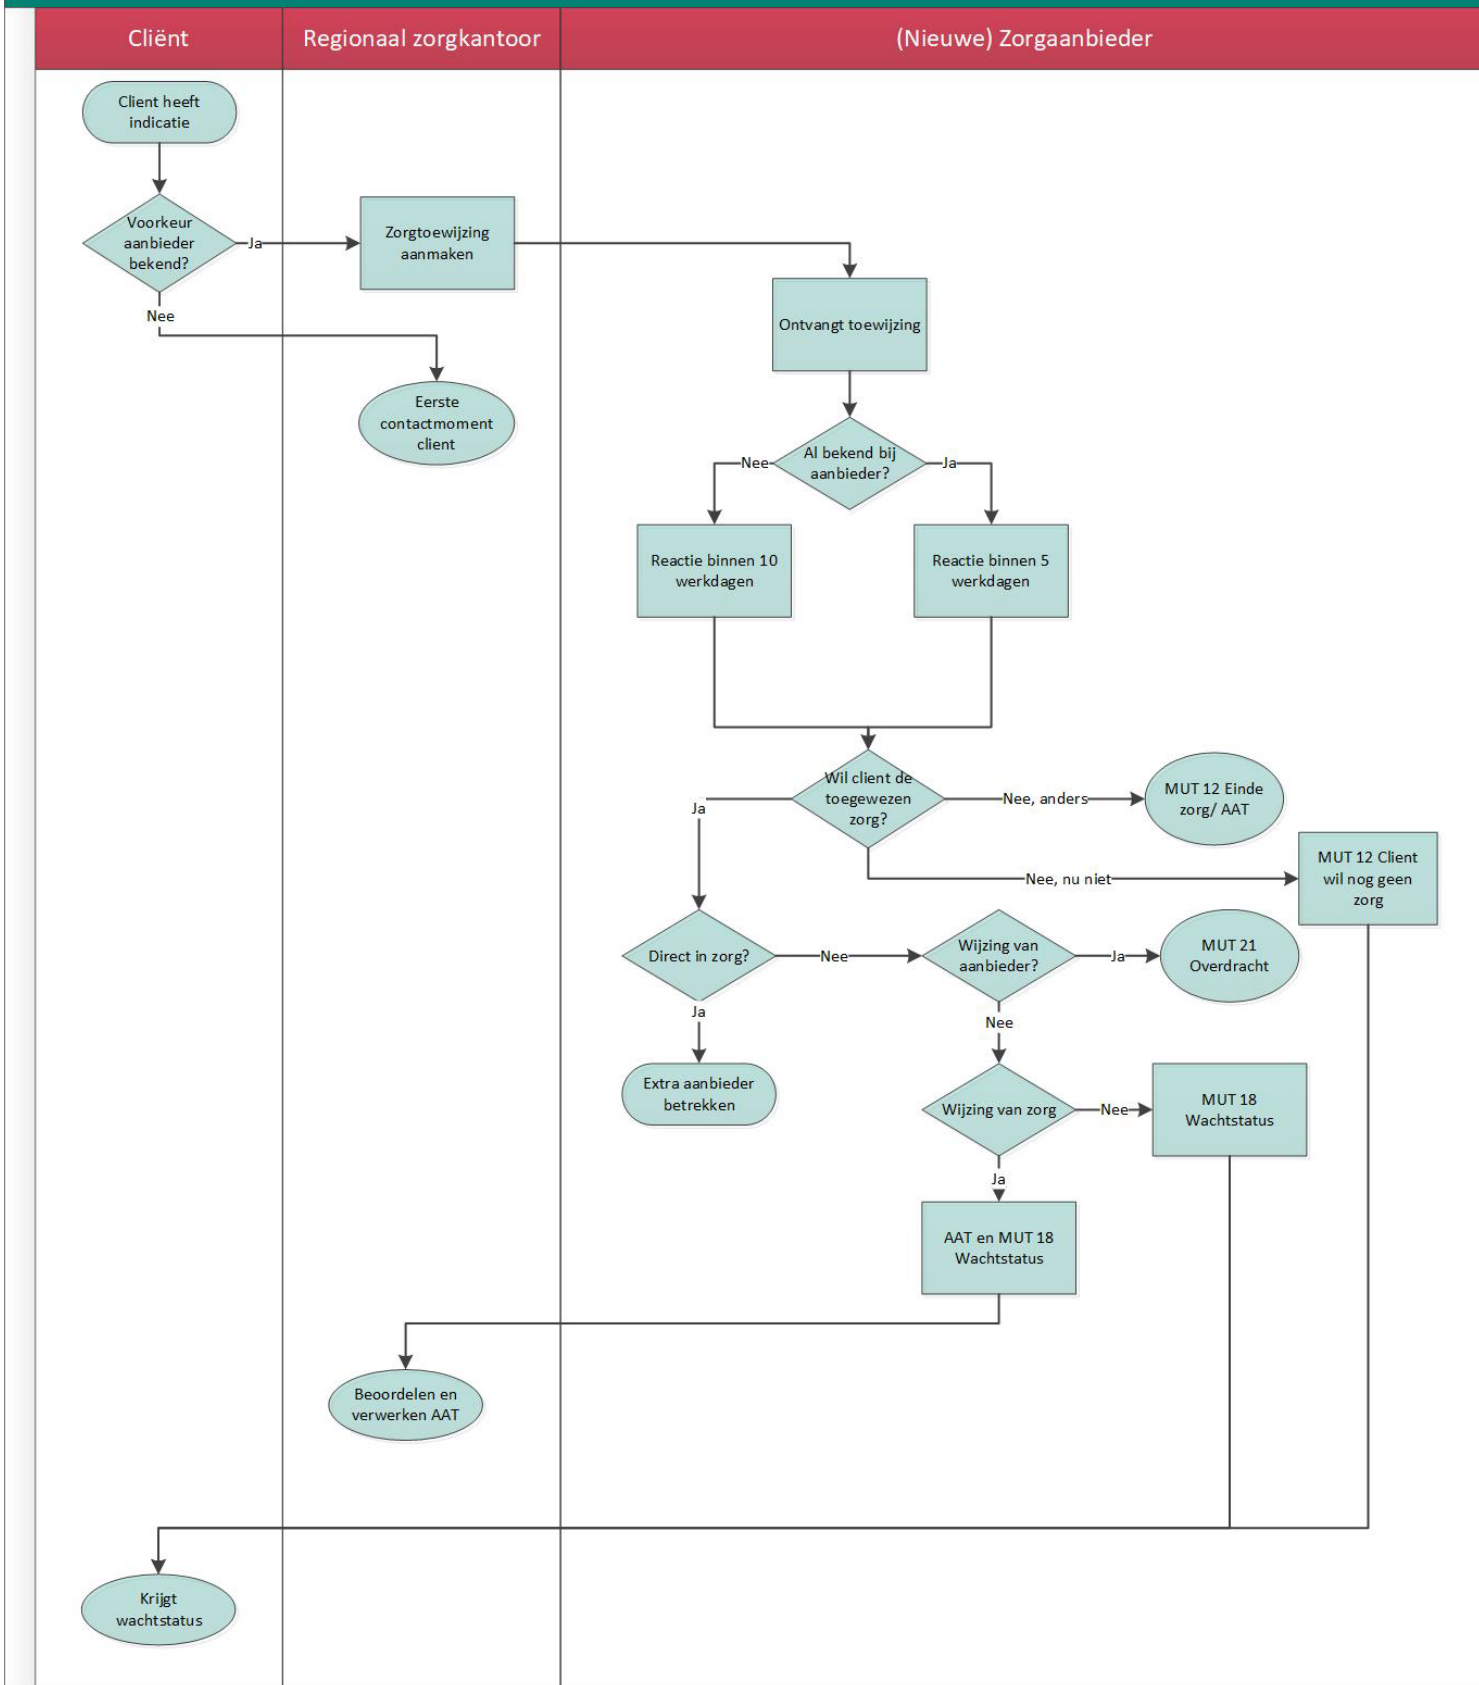 Cliënt
Regionaal zorgkantoor
(Nieuwe) Zorgaanbieder
Client heeft
indicatie
Voorkeur
aanbieder
bekend?
Ja
Zorgtoewijzing
aanmaken
Nee
Ontvangt toewijzing
Eerste
contactmoment
client
Al bekend bij
aanbieder?
Nee
Ja
Reactie binnen 10
werkdagen
Reactie binnen 5
werkdagen
Wil client de
toegewezen
zorg?
Ja
Nee, anders
MUT 12 Einde
zorg/ AAT
Nee, nu niet
MUT 12 Client
wil nog geen
zorg
Direct in zorg?
Nee
Wijzing van
aanbieder?
Ja
MUT 21
Overdracht
Ja
Nee
Extra aanbieder
betrekken
Wijzing van zorg
Nee
MUT 18
Wachtstatus
Ja
AAT en MUT 18
Wachtstatus
Beoordelen en
verwerken AAT
Krijgt
wachtstatus